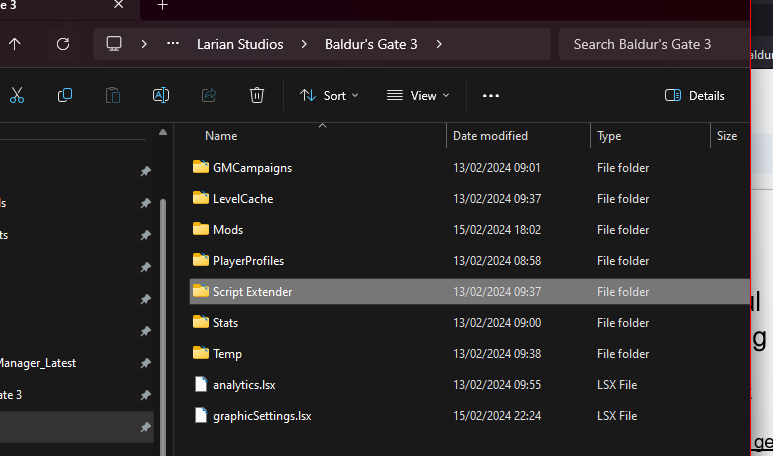 e 3
Larian Studios Baldur's Gate 3 Search Baldur's Gate 3
aldur
Sort View Details
Name Date modified Type Size
GMCampaigns 13/02/2024 09:01 File folder
LevelCache 13/02/2024 09:37 File folder
Mods 15/02/2024 18:02 File folder
PlayerProfiles 13/02/2024 08:58 File folder
Script Extender 13/02/2024 09:37 File folder
Stats 13/02/2024 09:00 File folder
Temp 13/02/2024 09:38 File folder
analytics.lsx 13/02/2024 09:55 LSX File
graphicSettings.lsx 15/02/2024 22:24 LSX File
ls
ts
Manager_Latest
ate 3
g
ge